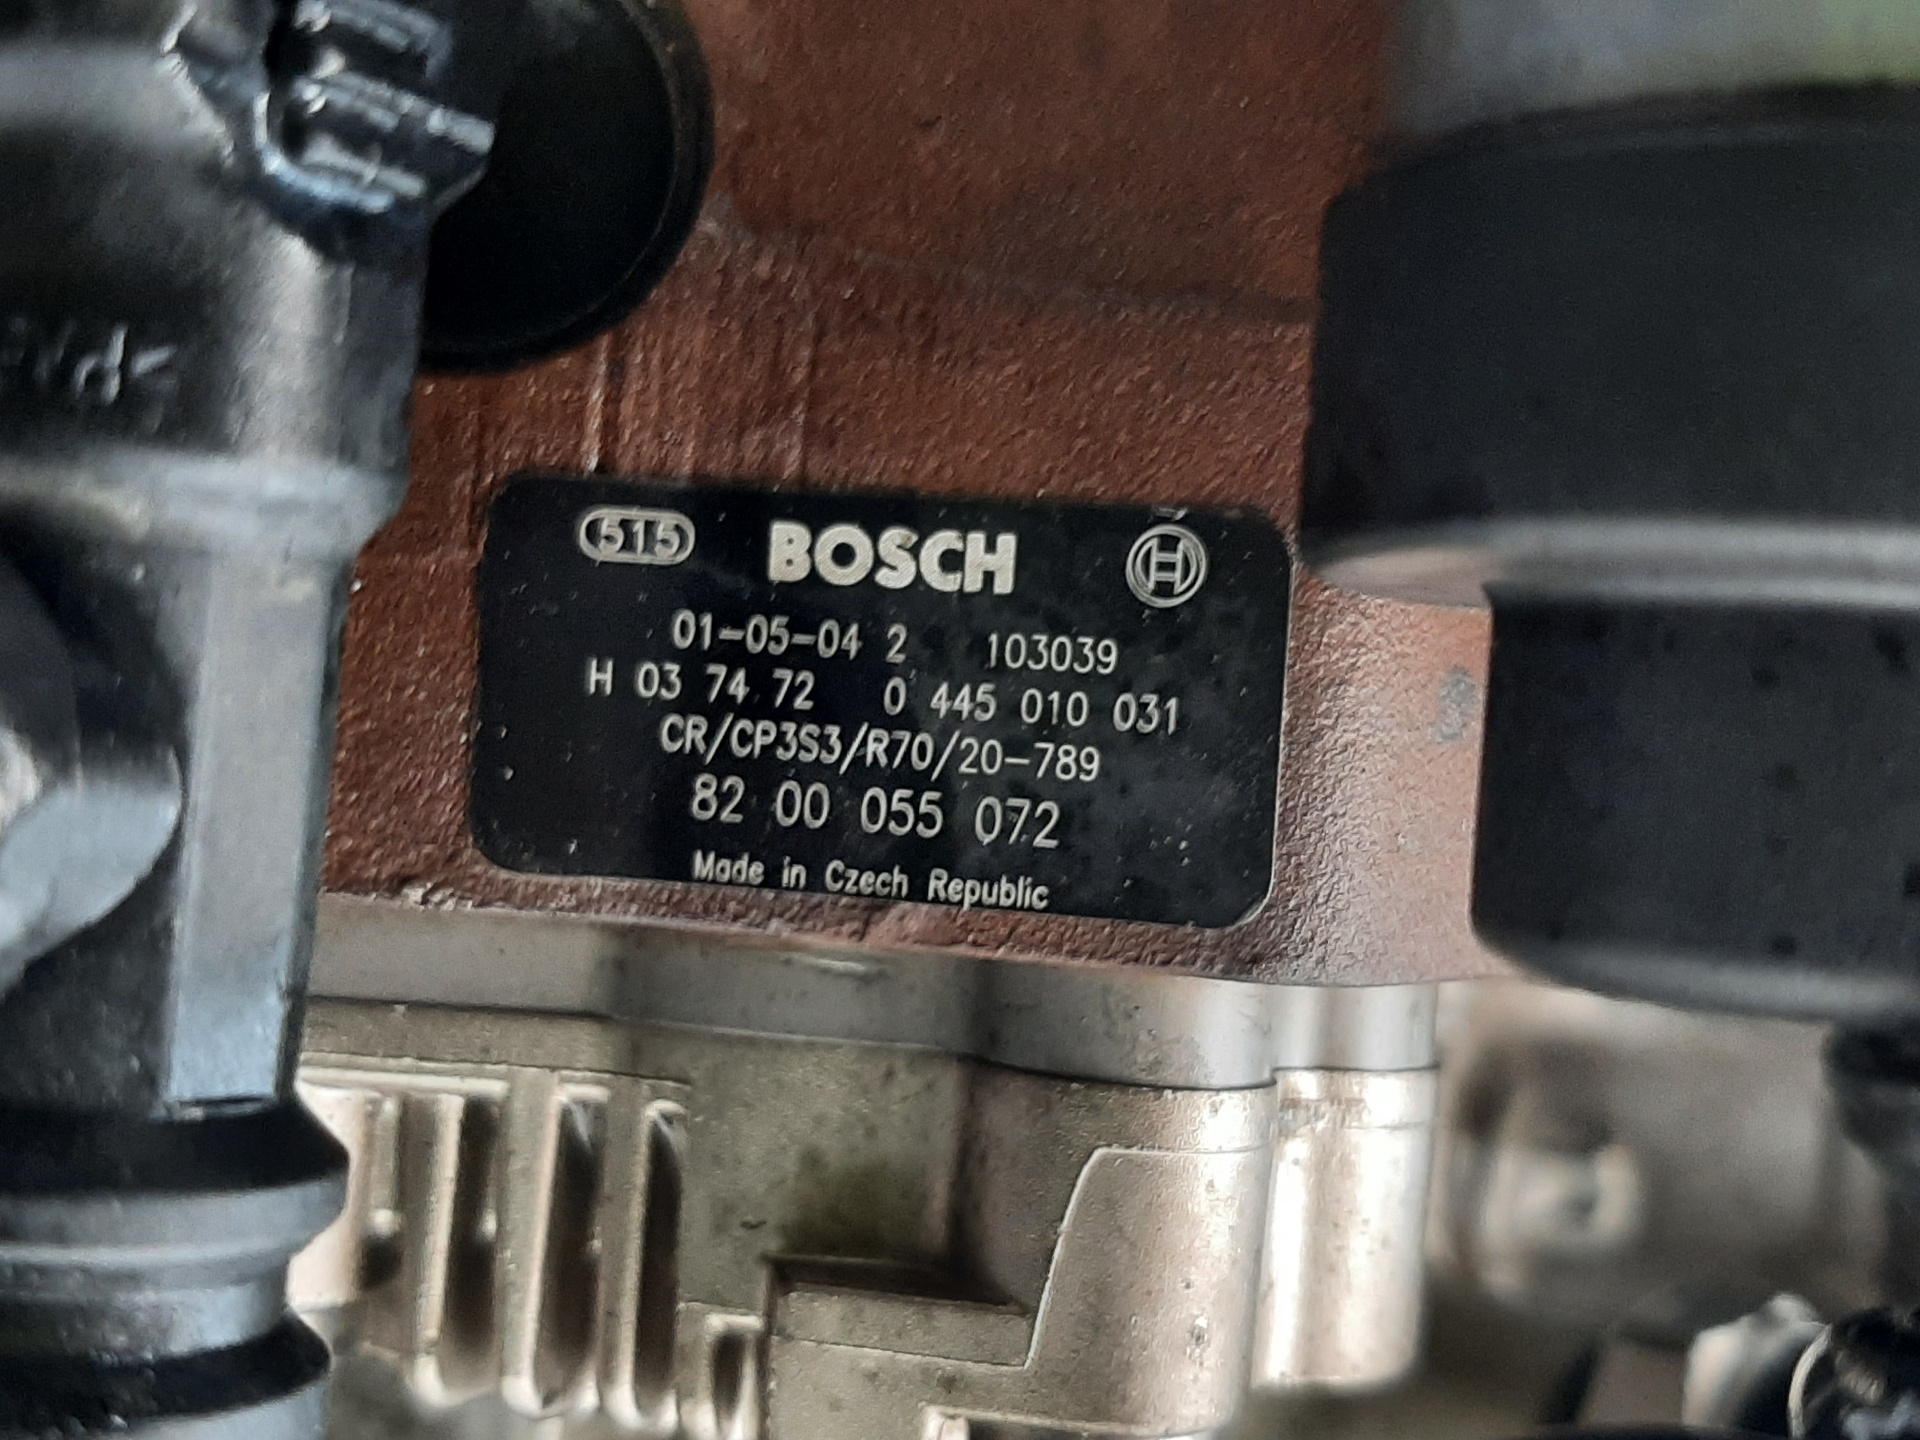 515 BOSCH
01-05-04 2 103039
H 03 74 72 0 445 010 031
CR/CP3S3/R70/20-789
82 00 055 072
Made in Czech Republic